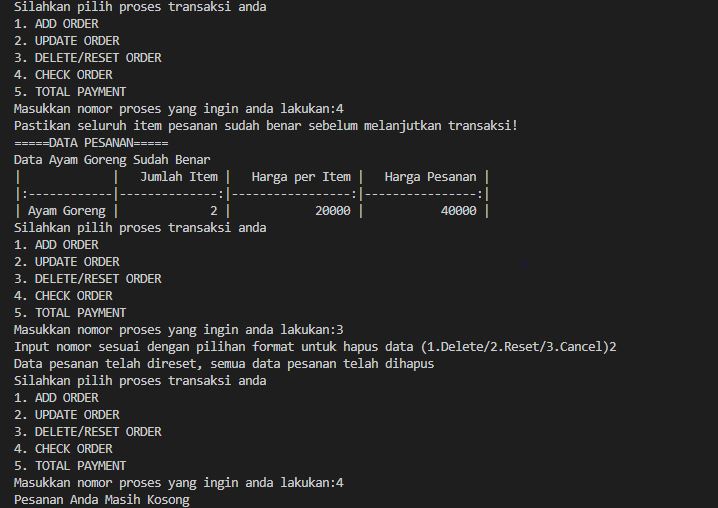 Silahkan pilih proses transaksi anda
1. ADD ORDER
2. UPDATE ORDER
3. DELETE/RESET ORDER
4. CHECK ORDER
5. TOTAL PAYMENT
Masukkan nomor proses yang ingin anda lakukan:4
Pastikan seluruh item pesanan sudah benar sebelum melanjutkan transaksi!
=====DATA PESANAN=====
Data Ayam Goreng Sudah Benar
|             |   Jumlah Item |   Harga per Item |   Harga Pesanan |
|:------------|--------------:|-----------------:|----------------:|
| Ayam Goreng |             2 |            20000 |           40000 |
Silahkan pilih proses transaksi anda
1. ADD ORDER
2. UPDATE ORDER
3. DELETE/RESET ORDER
4. CHECK ORDER
5. TOTAL PAYMENT
Masukkan nomor proses yang ingin anda lakukan:3
Input nomor sesuai dengan pilihan format untuk hapus data (1.Delete/2.Reset/3.Cancel)2
Data pesanan telah direset, semua data pesanan telah dihapus
Silahkan pilih proses transaksi anda
1. ADD ORDER
2. UPDATE ORDER
3. DELETE/RESET ORDER
4. CHECK ORDER
5. TOTAL PAYMENT
Masukkan nomor proses yang ingin anda lakukan:4
Pesanan Anda Masih Kosong